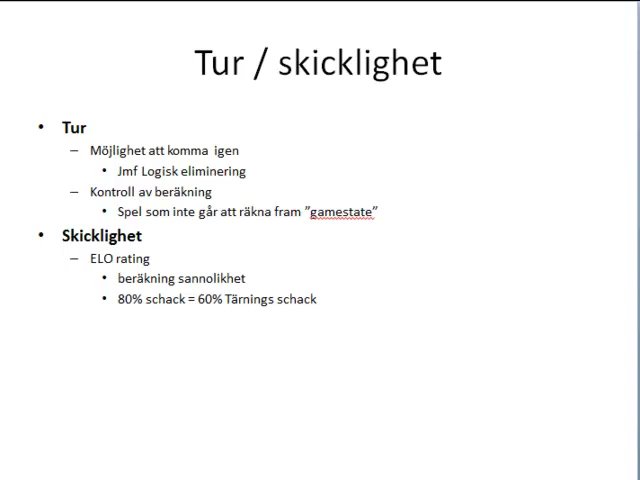 Tur / skicklighet
• Tur
– Möjlighet att komma igen
• Jmf Logisk eliminering
– Kontroll av beräkning
• Spel som inte går att räkna fram ”gamestate”
• Skicklighet
– ELO rating
• beräkning sannolikhet
• 80% schack = 60% Tärnings schack